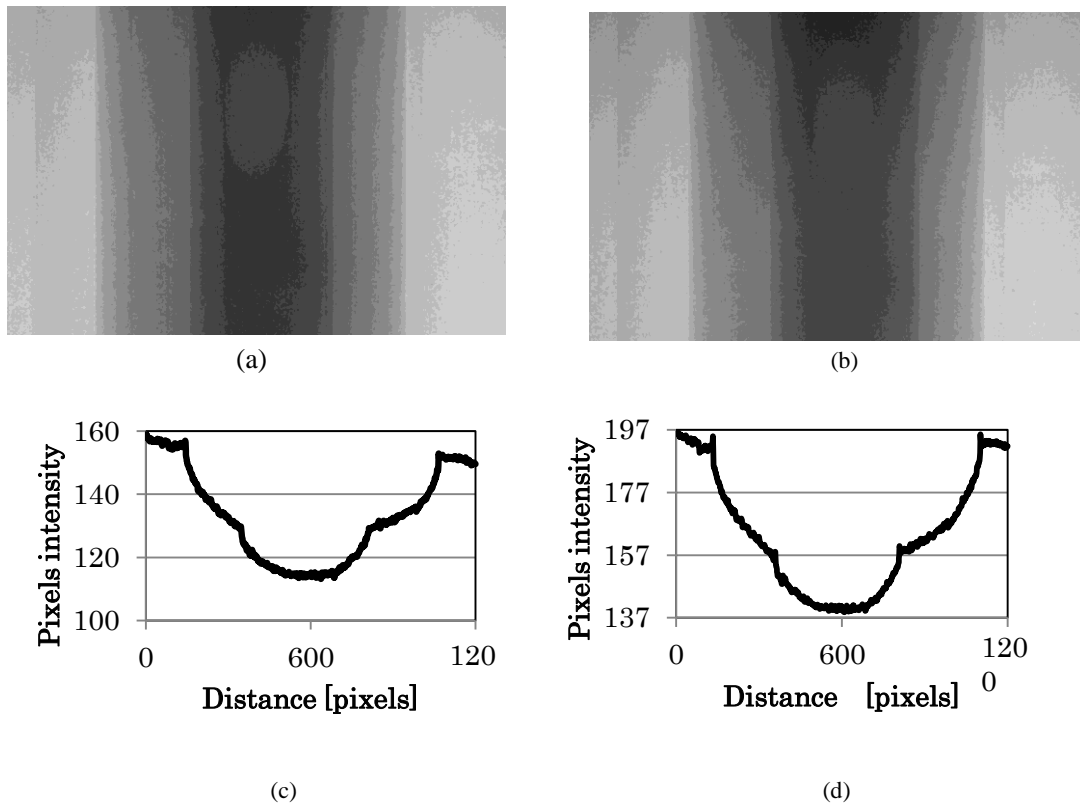 (a)
(b)
160
140
120
100
0
600
120
Pixels intensity
Distance [pixels]
197
177
157
137
0
600
120
0
Pixels intensity
Distance [pixels]
(c)
(d)